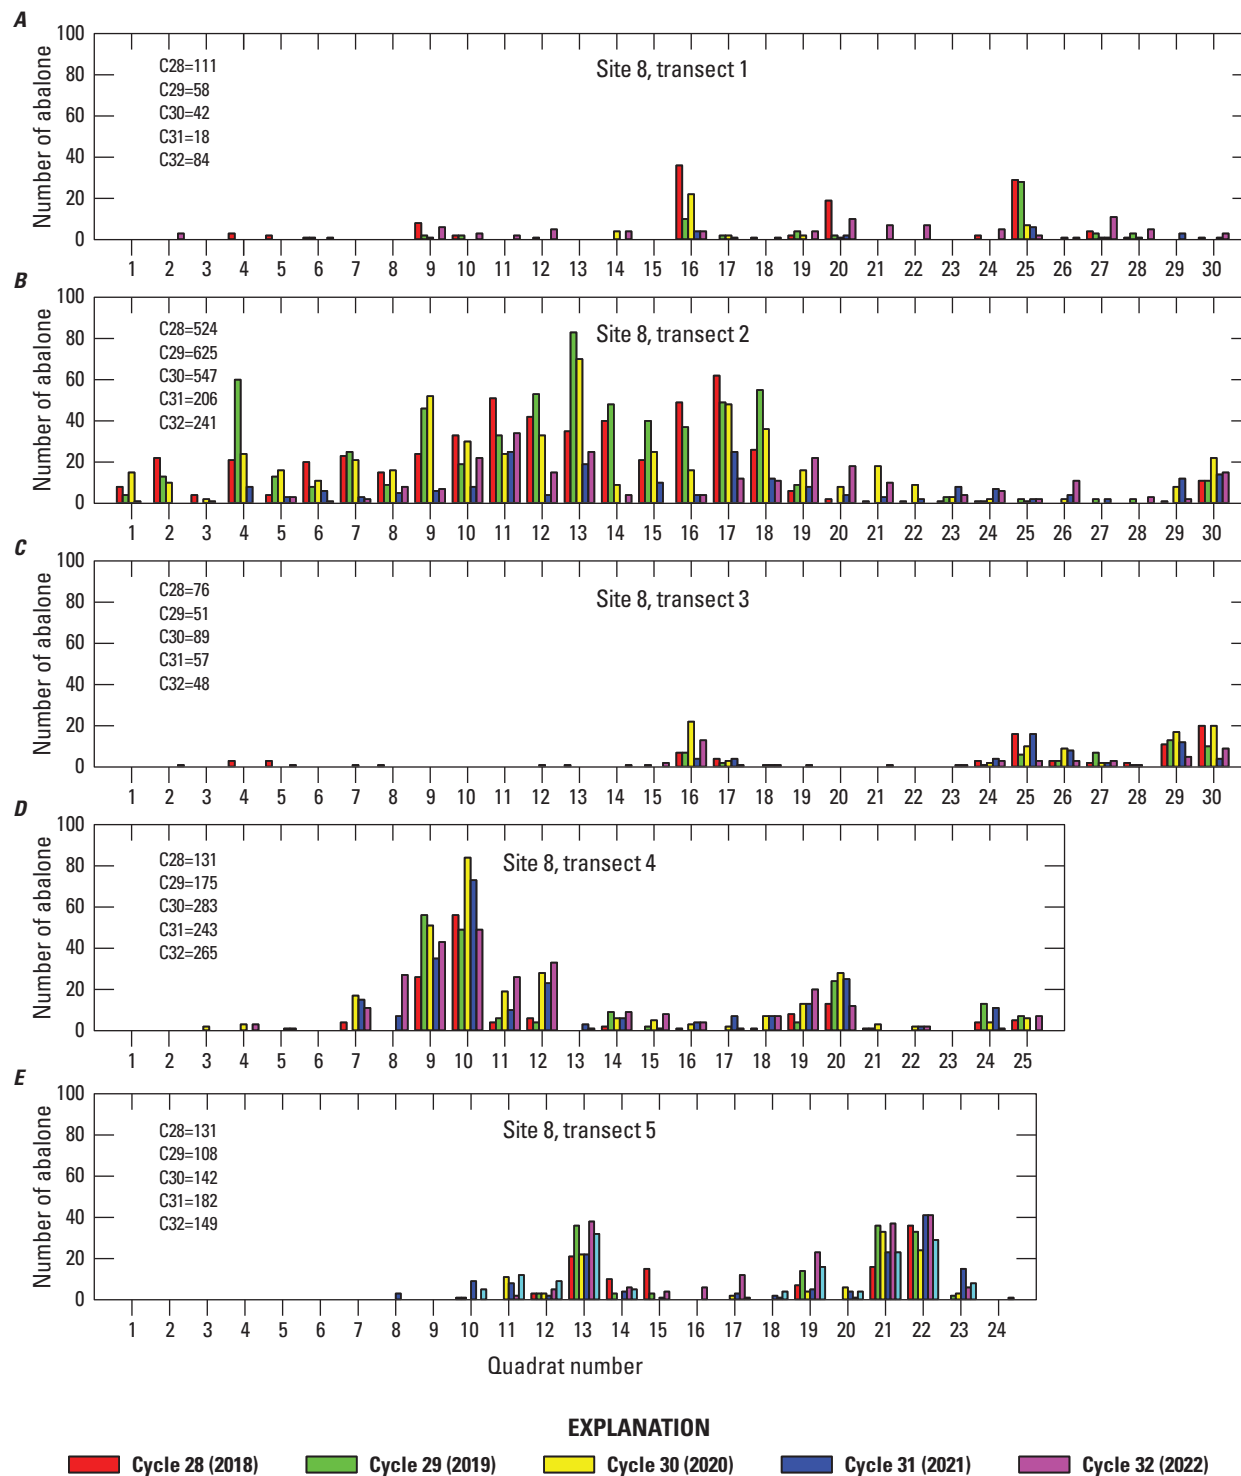 A
Number of abalone
100
80
60
40
20
0
C28=111
C29=58
C30=42
C31=18
C32=84
Site 8, transect 1
1 2 3 4 5 6 7 8 9 10 11 12 13 14 15 16 17 18 19 20 21 22 23 24 25 26 27 28 29 30
B
Number of abalone
100
80
60
40
20
0
C28=524
C29=625
C30=547
C31=206
C32=241
Site 8, transect 2
1 2 3 4 5 6 7 8 9 10 11 12 13 14 15 16 17 18 19 20 21 22 23 24 25 26 27 28 29 30
C
Number of abalone
100
80
60
40
20
0
C28=76
C29=51
C30=89
C31=57
C32=48
Site 8, transect 3
1 2 3 4 5 6 7 8 9 10 11 12 13 14 15 16 17 18 19 20 21 22 23 24 25 26 27 28 29 30
D
Number of abalone
100
80
60
40
20
0
C28=131
C29=175
C30=283
C31=243
C32=265
Site 8, transect 4
1 2 3 4 5 6 7 8 9 10 11 12 13 14 15 16 17 18 19 20 21 22 23 24 25
E
Number of abalone
100
80
60
40
20
0
C28=131
C29=108
C30=142
C31=182
C32=149
Site 8, transect 5
1 2 3 4 5 6 7 8 9 10 11 12 13 14 15 16 17 18 19 20 21 22 23 24
Quadrat number
EXPLANATION
Cycle 28 (2018) Cycle 29 (2019) Cycle 30 (2020) Cycle 31 (2021) Cycle 32 (2022)